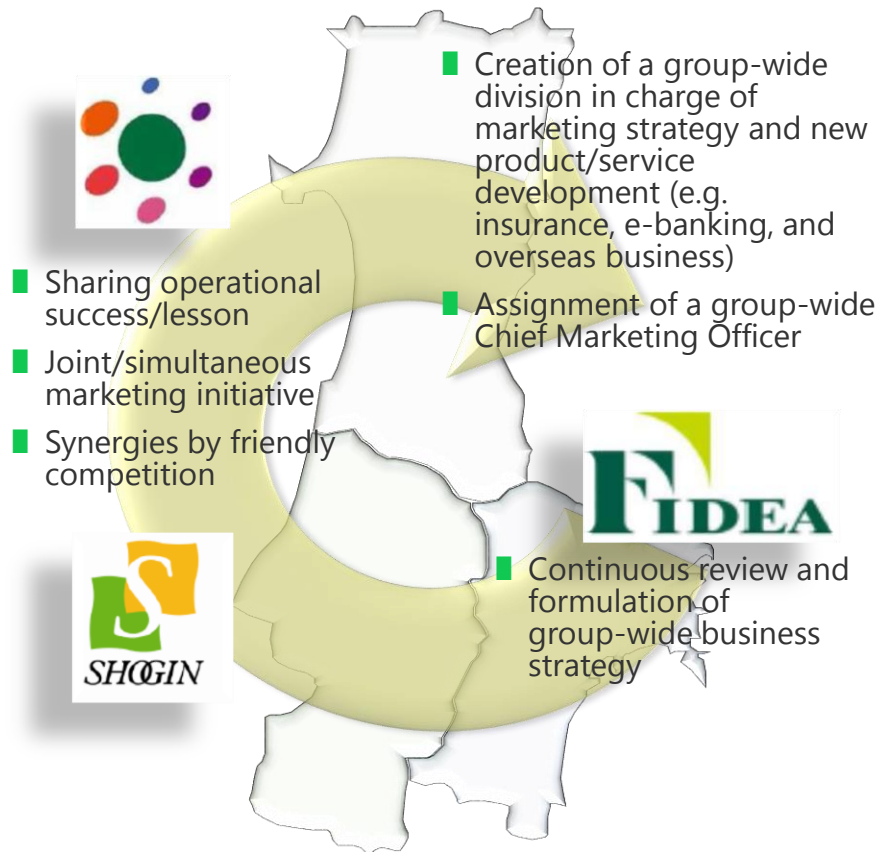 Creation of a group-wide
division in charge of
marketing strategy and new
product/service
development (e.g.
insurance, e-banking, and
overseas business)
Assignment of a group-wide
Chief Marketing Officer
Sharing operational
success/lesson
Joint/simultaneous
marketing initiative
Synergies by friendly
competition
FIDEA
Continuous review and
formulation of
group-wide business
strategy
S
SHOGIN